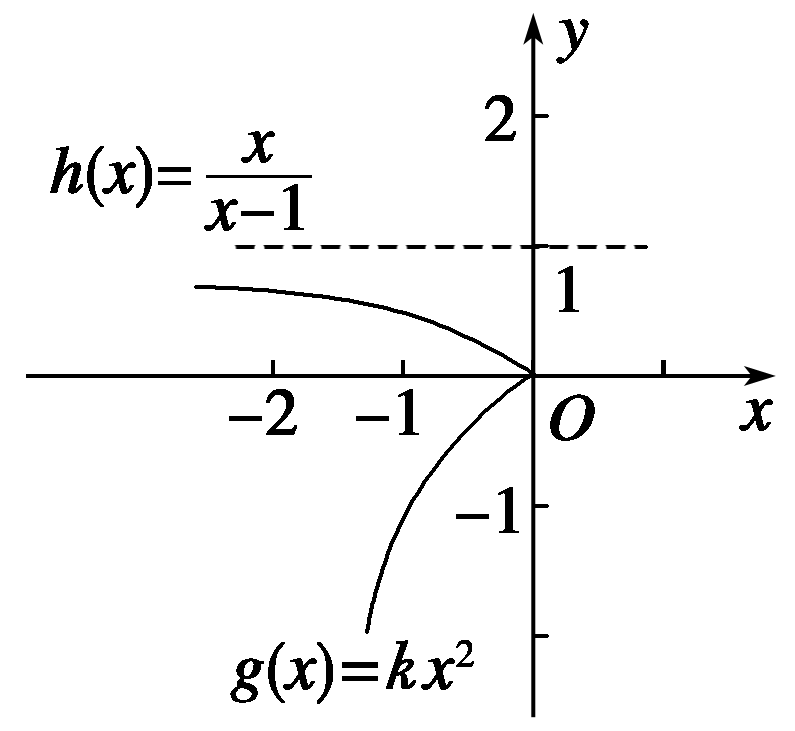 y
2
h(x)=x/(x−1)
1
−2 −1 O x
−1
g(x)=kx²